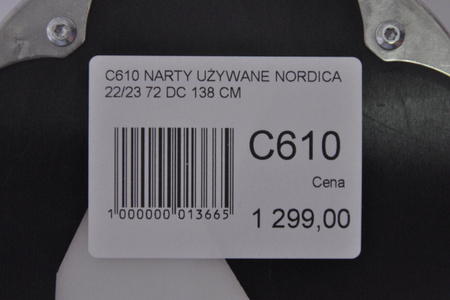 C610 NARTY UŻYWANE NORDICA
22/23 72 DC 138 CM
C610
Cena
1 000000 013665
1 299,00